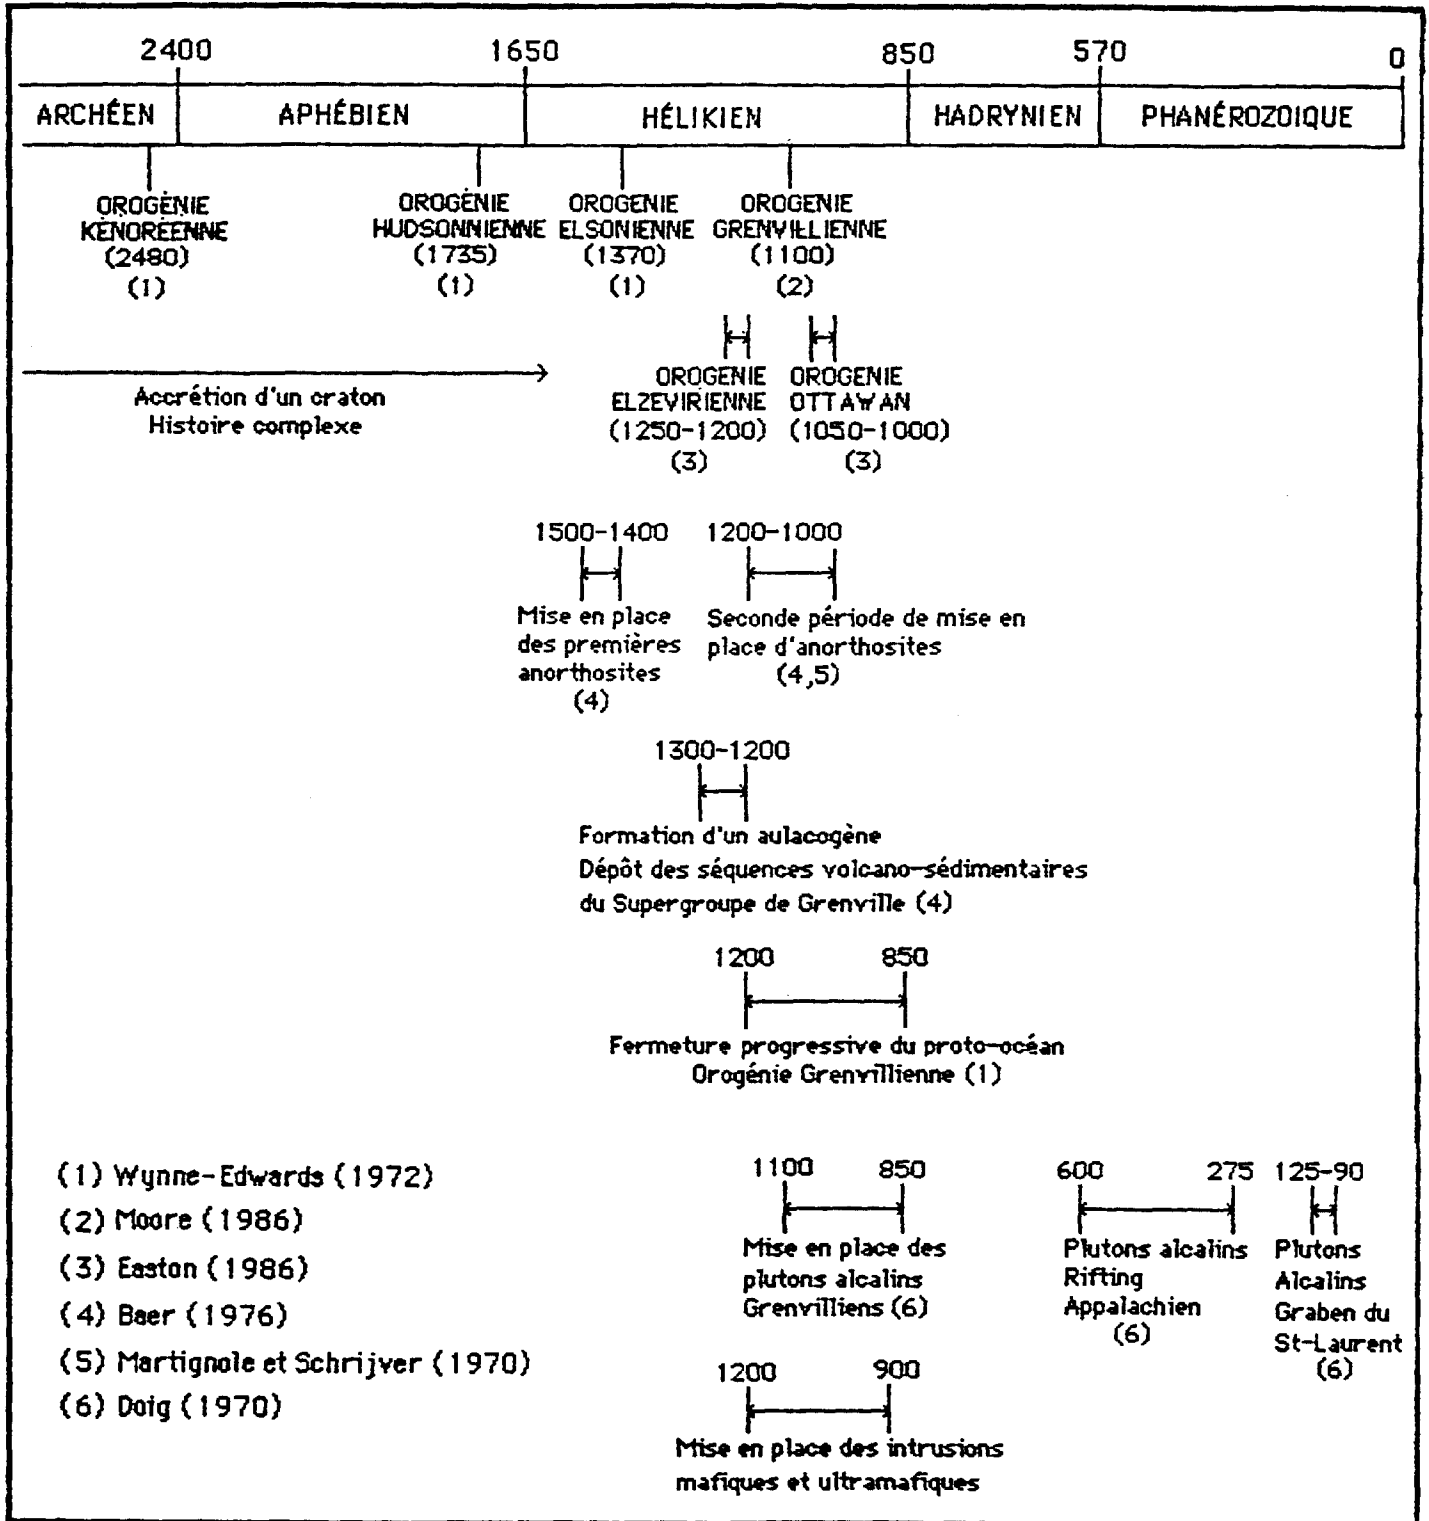 2400 1650 850 570 0
ARCHÉEN APHÉBIEN HÉLIKIEN HADRYNIEN PHANÉROZOIQUE
OROGÉNIE
KÉNORÉENNE
(2480)
(1)
OROGÉNIE
HUDSONNIENNE
(1735)
(1)
OROGENIE
ELSONIENNE
(1370)
(1)
OROGENIE
GRENVILLIENNE
(1100)
(2)
Accrétion d'un craton
Histoire complexe
OROGENIE
ELZEVIRIENNE
(1250-1200)
(3)
OROGENIE
OTTAWAN
(1050-1000)
(3)
1500-1400
Mise en place
des premières
anorthosites
(4)
1200-1000
Seconde période de mise en
place d'anorthosites
(4,5)
1300-1200
Formation d'un aulacogène
Dépôt des séquences volcano-sédimentaires
du Supergroupe de Grenville (4)
1200 850
Fermeture progressive du proto-océan
Orogénie Grenvillienne (1)
(1) Wynne-Edwards (1972)
(2) Moore (1986)
(3) Easton (1986)
(4) Baer (1976)
(5) Martignole et Schrijver (1970)
(6) Doig (1970)
1100 850
Mise en place des
plutons alcalins
Grenvilliens (6)
600 275
Plutons alcalins
Rifting
Appalachien
(6)
125-90
Plutons
Alcalins
Graben du
St-Laurent
(6)
1200 900
Mise en place des intrusions
mafiques et ultramafiques